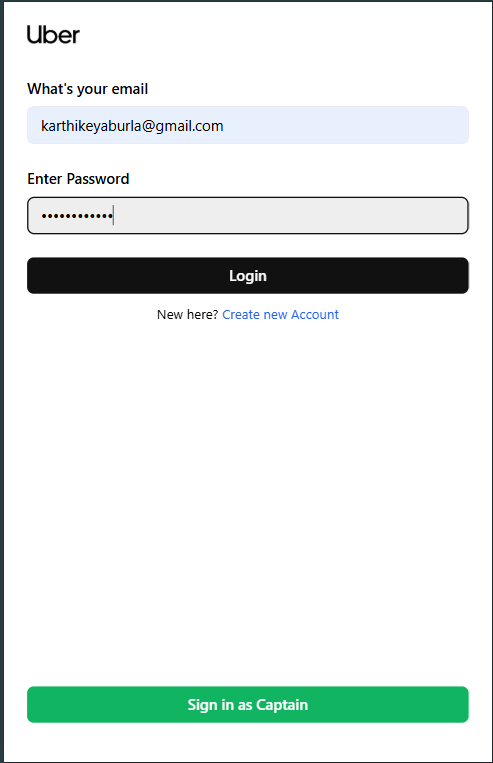 Uber
What's your email
karthikeyaburla@gmail.com
Enter Password
••••••••••••
Login
New here? Create new Account
Sign in as Captain